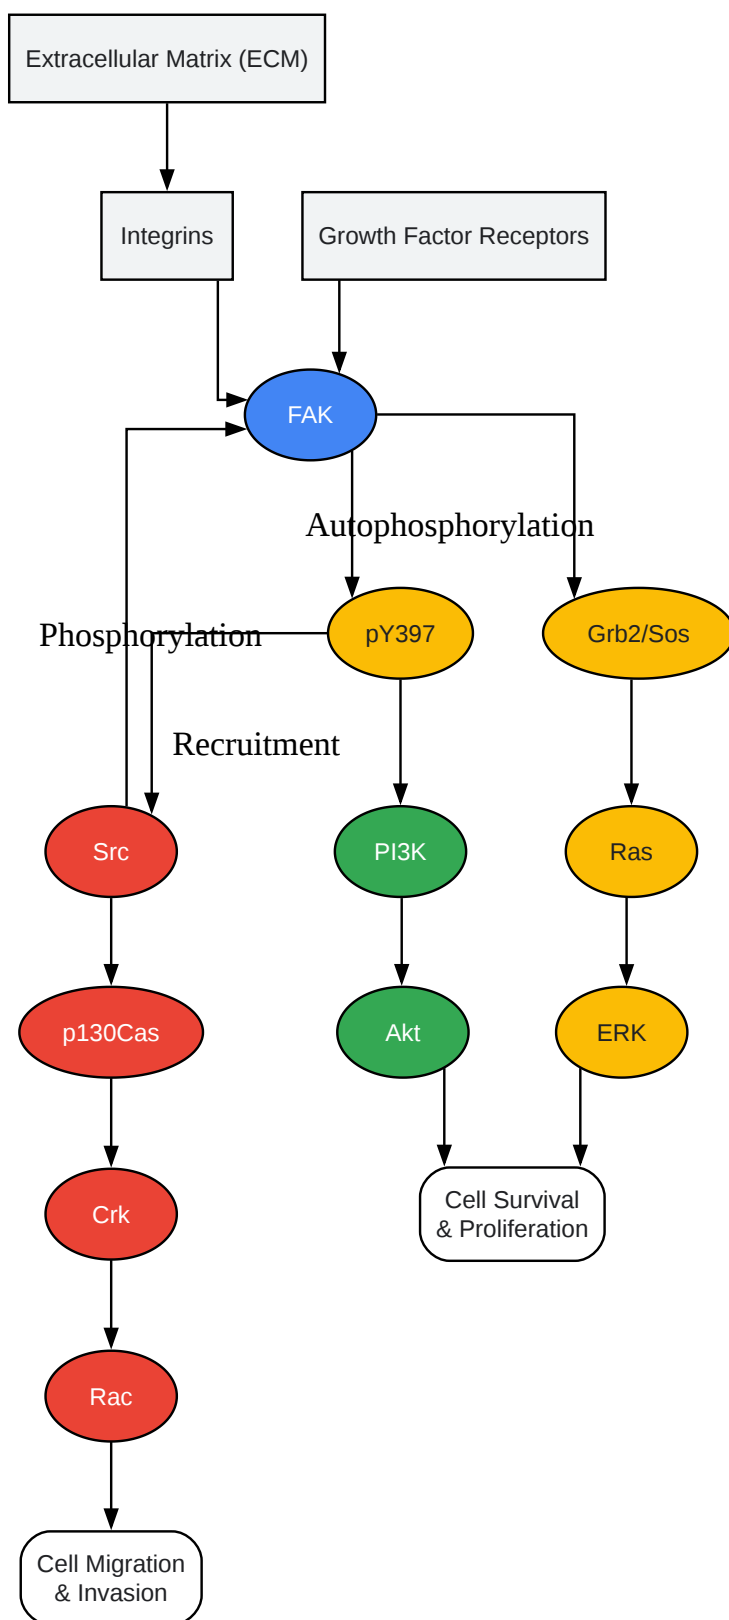 Extracellular Matrix (ECM)
Integrins
Growth Factor Receptors
FAK
Autophosphorylation
Phosphorylation
pY397
Grb2/Sos
Recruitment
Src
PI3K
Ras
p130Cas
Akt
ERK
Crk
Cell Survival
& Proliferation
Rac
Cell Migration
& Invasion